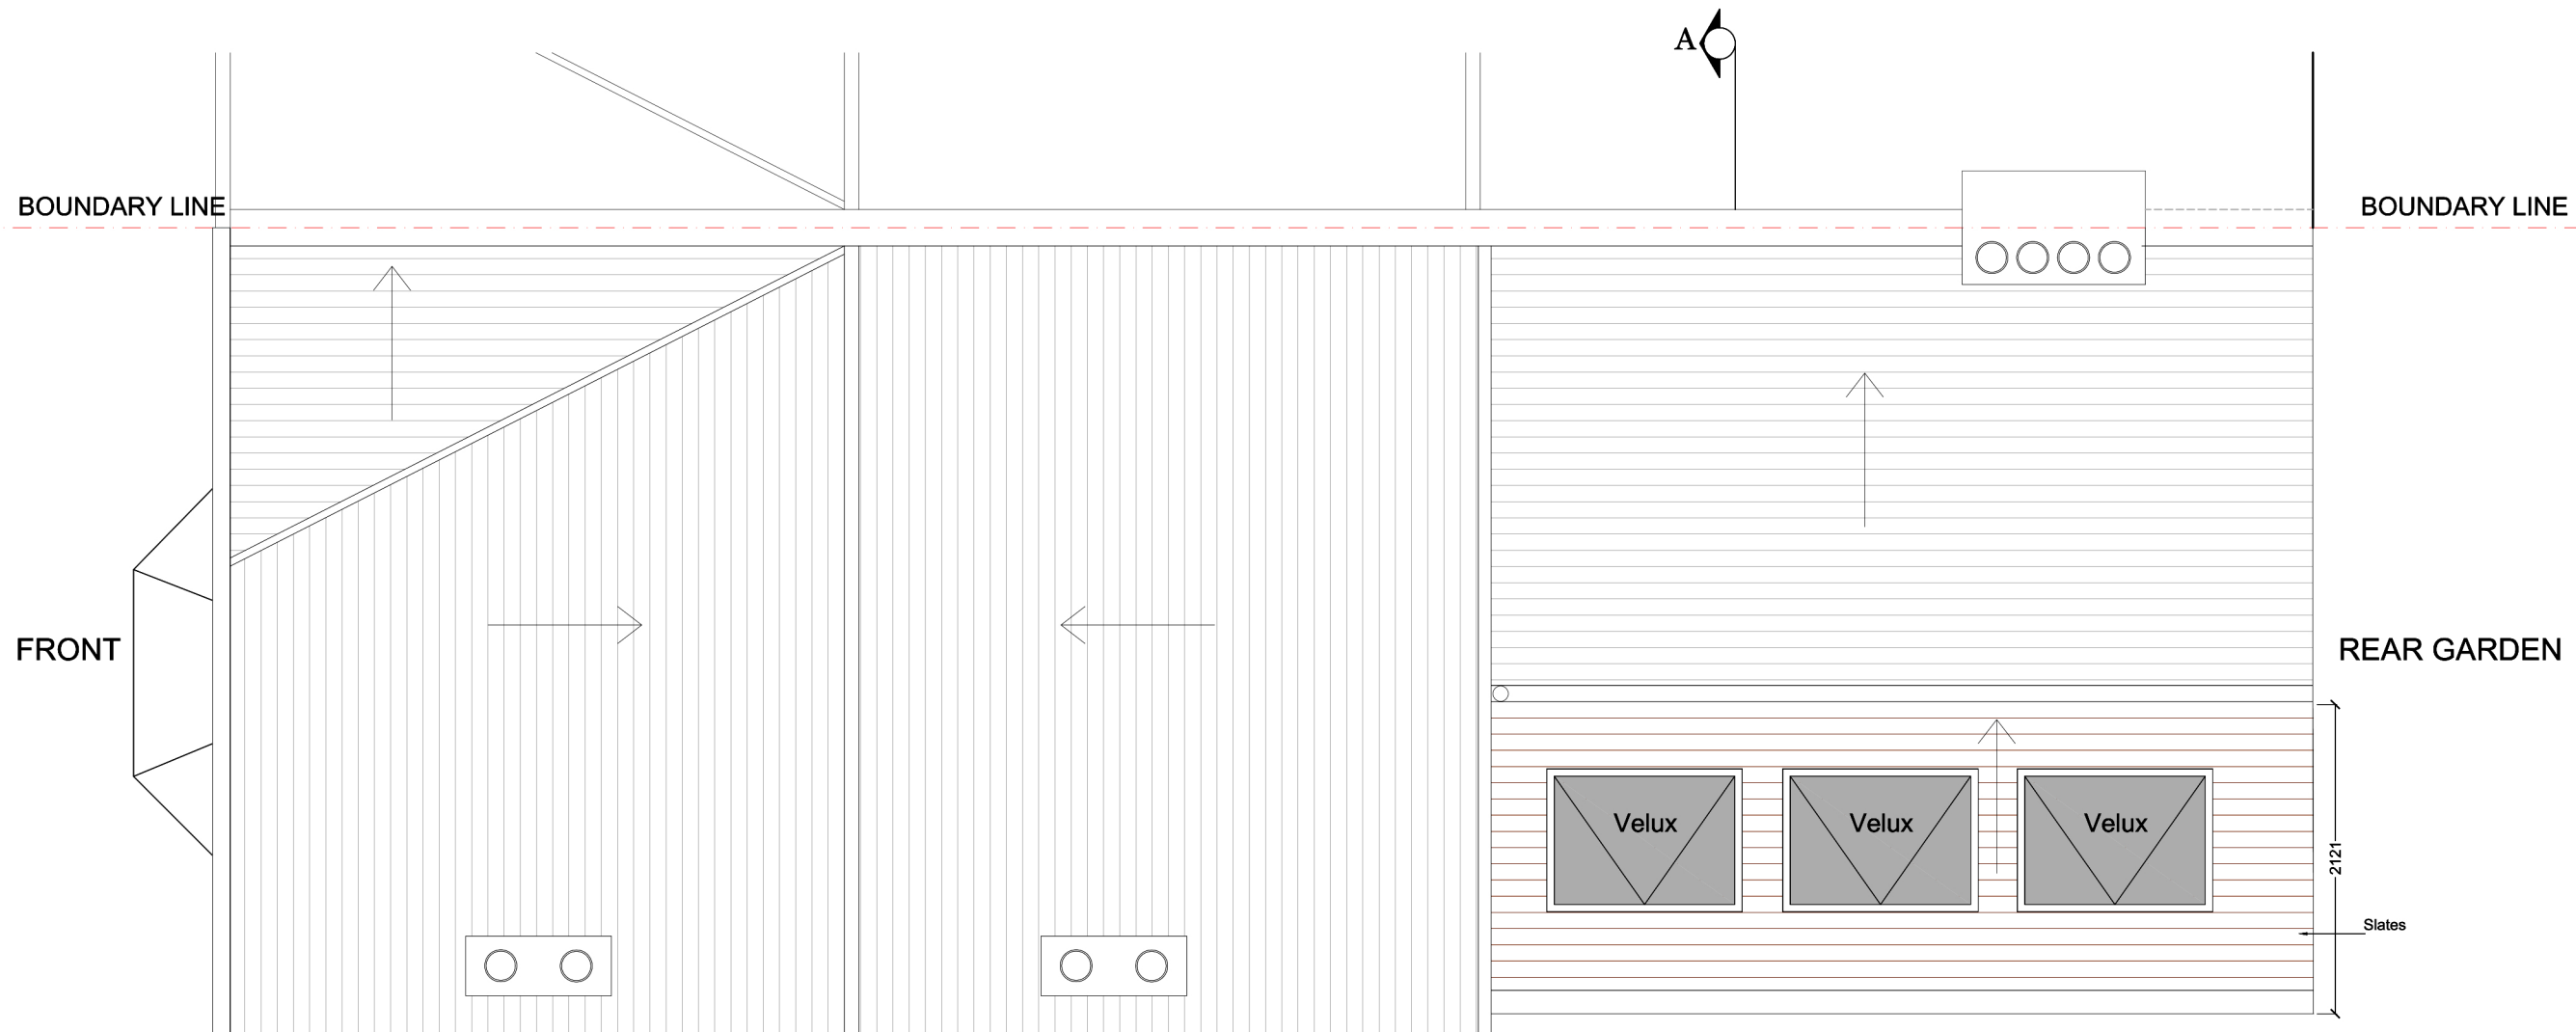 A
BOUNDARY LINE
BOUNDARY LINE
FRONT
REAR GARDEN
Velux
Velux
Velux
2121
Slates